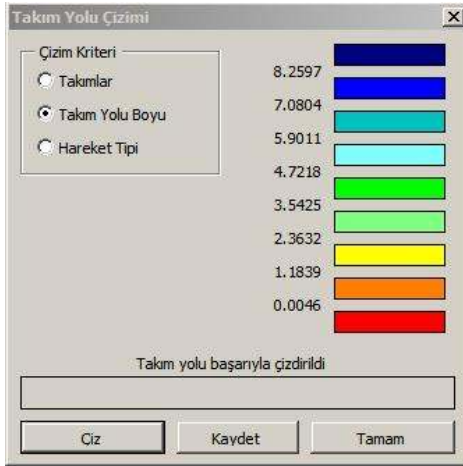 Takım Yolu Çizimi
Çizim Kriteri
Takımlar
Takım Yolu Boyu
Hareket Tipi
8.2597
7.0804
5.9011
4.7218
3.5425
2.3632
1.1839
0.0046
Takım yolu başarıyla çizdirildi
Çiz
Kaydet
Tamam